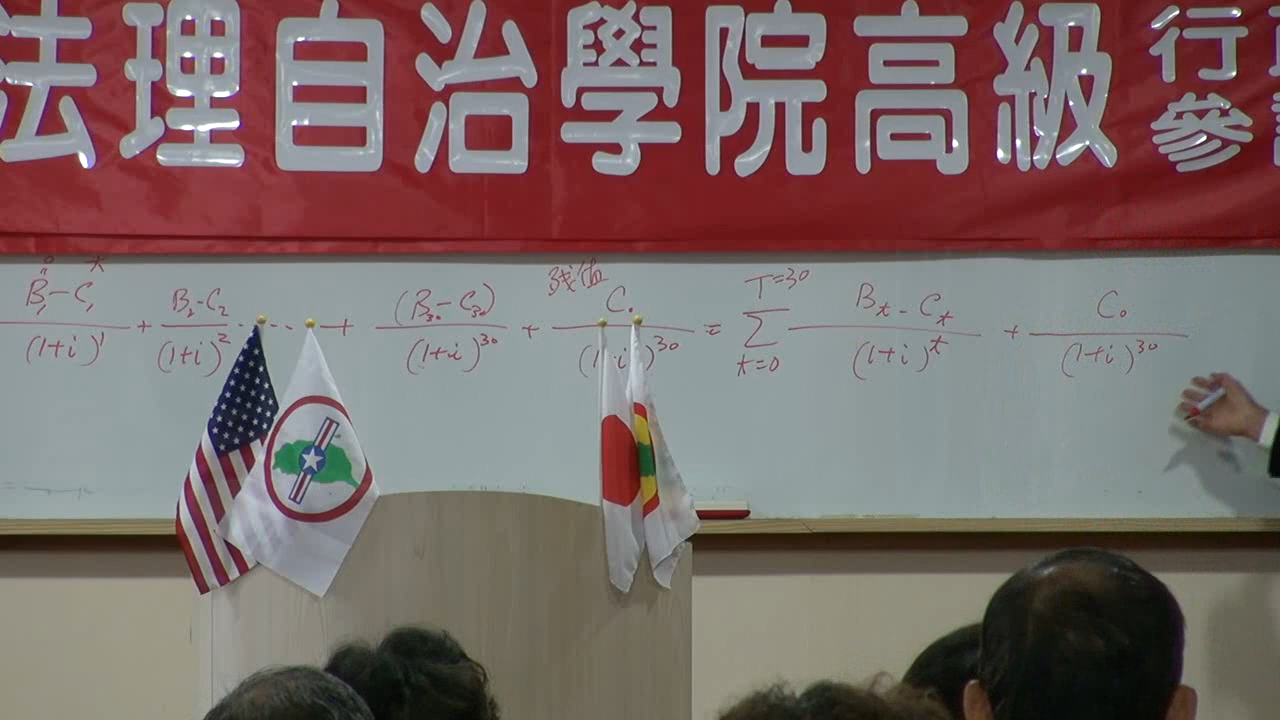 法理自治學院高級 行
參
残值
B₁-C₁/(1+i)¹ + B₂-C₂/(1+i)² ... + (B₃₀-C₃₀)/(1+i)³⁰ + C₀/(1+i)³⁰ = T=30 ∑ t=0 Bt-Ct/(1+i)^t + C₀/(1+i)³⁰